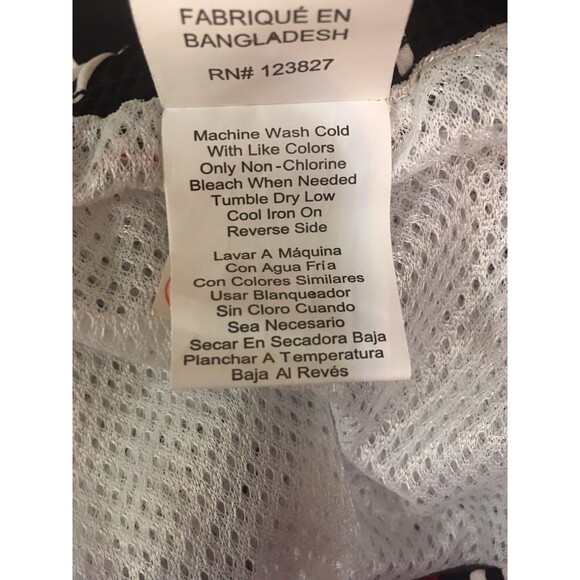 FABRIQUÉ EN
BANGLADESH
RN# 123827
Machine Wash Cold
With Like Colors
Only Non-Chlorine
Bleach When Needed
Tumble Dry Low
Cool Iron On
Reverse Side
Lavar A Máquina
Con Agua Fría
Con Colores Similares
Usar Blanqueador
Sin Cloro Cuando
Sea Necesario
Secar En Secadora Baja
Planchar A Temperatura
Baja Al Revés